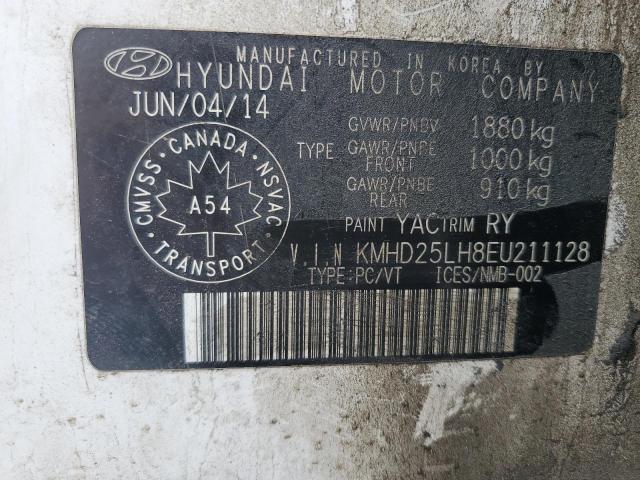 MANUFACTURED IN KOREA BY
HYUNDAI MOTOR COMPANY
JUN/04/14
GVWR/PNBV 1880 kg
TYPE GAWR/PNBE FRONT 1000 kg
GAWR/PNBE REAR 910 kg
CMVSS · CANADA · NSVAC
A54
TRANSPORT
PAINT YAC TRIM RY
V.I.N KMHD25LH8EU211128
TYPE:PC/VT ICES/NMB-002